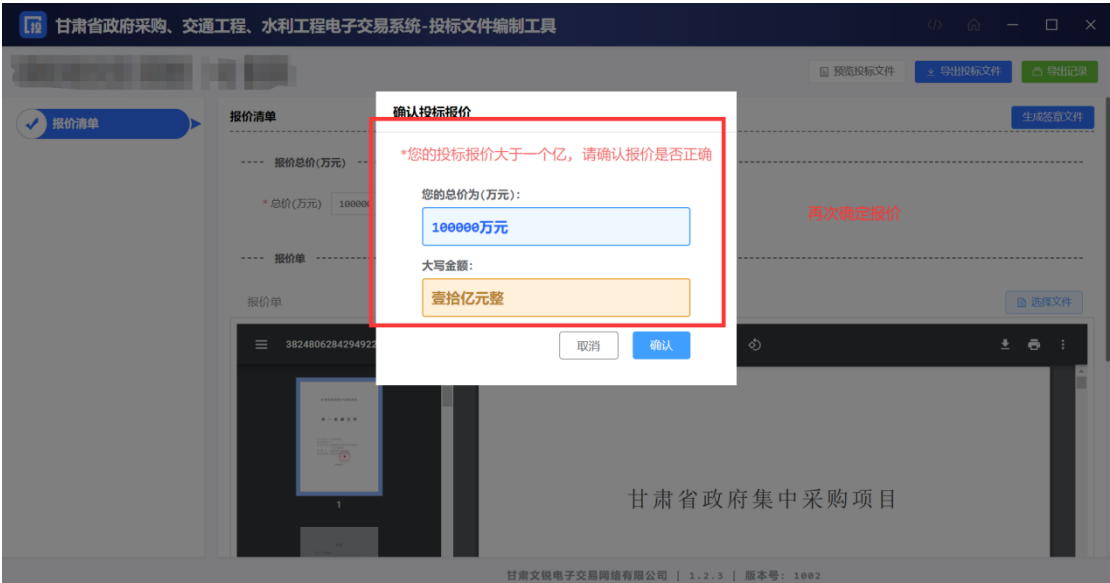 甘肃省政府采购、交通工程、水利工程电子交易系统-投标文件编制工具
预览投标文件
导出投标文件
导出记录
报价清单
报价清单
生成签章文件
确认投标报价
*您的投标报价大于一个亿，请确认报价是否正确
报价总价(万元)
您的总价为(万元):
* 总价(万元)
100000万元
再次确定报价
报价单
大写金额:
壹拾亿元整
报价单
选择文件
取消
确认
3824806284294922
1
甘肃省政府集中采购项目
甘肃文锐电子交易网络有限公司 | 1.2.3 | 版本号: 1002